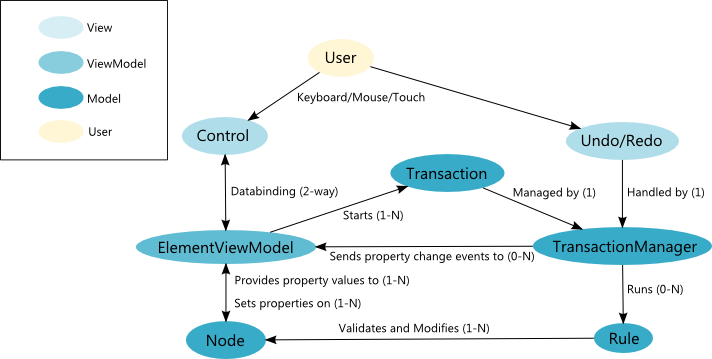 View
ViewModel
Model
User
User
Keyboard/Mouse/Touch
Control
Undo/Redo
Transaction
Databinding (2-way)
Managed by (1)
Handled by (1)
Starts (1-N)
ElementViewModel
TransactionManager
Sends property change events to (0-N)
Provides property values to (1-N)
Runs (0-N)
Sets properties on (1-N)
Validates and Modifies (1-N)
Node
Rule